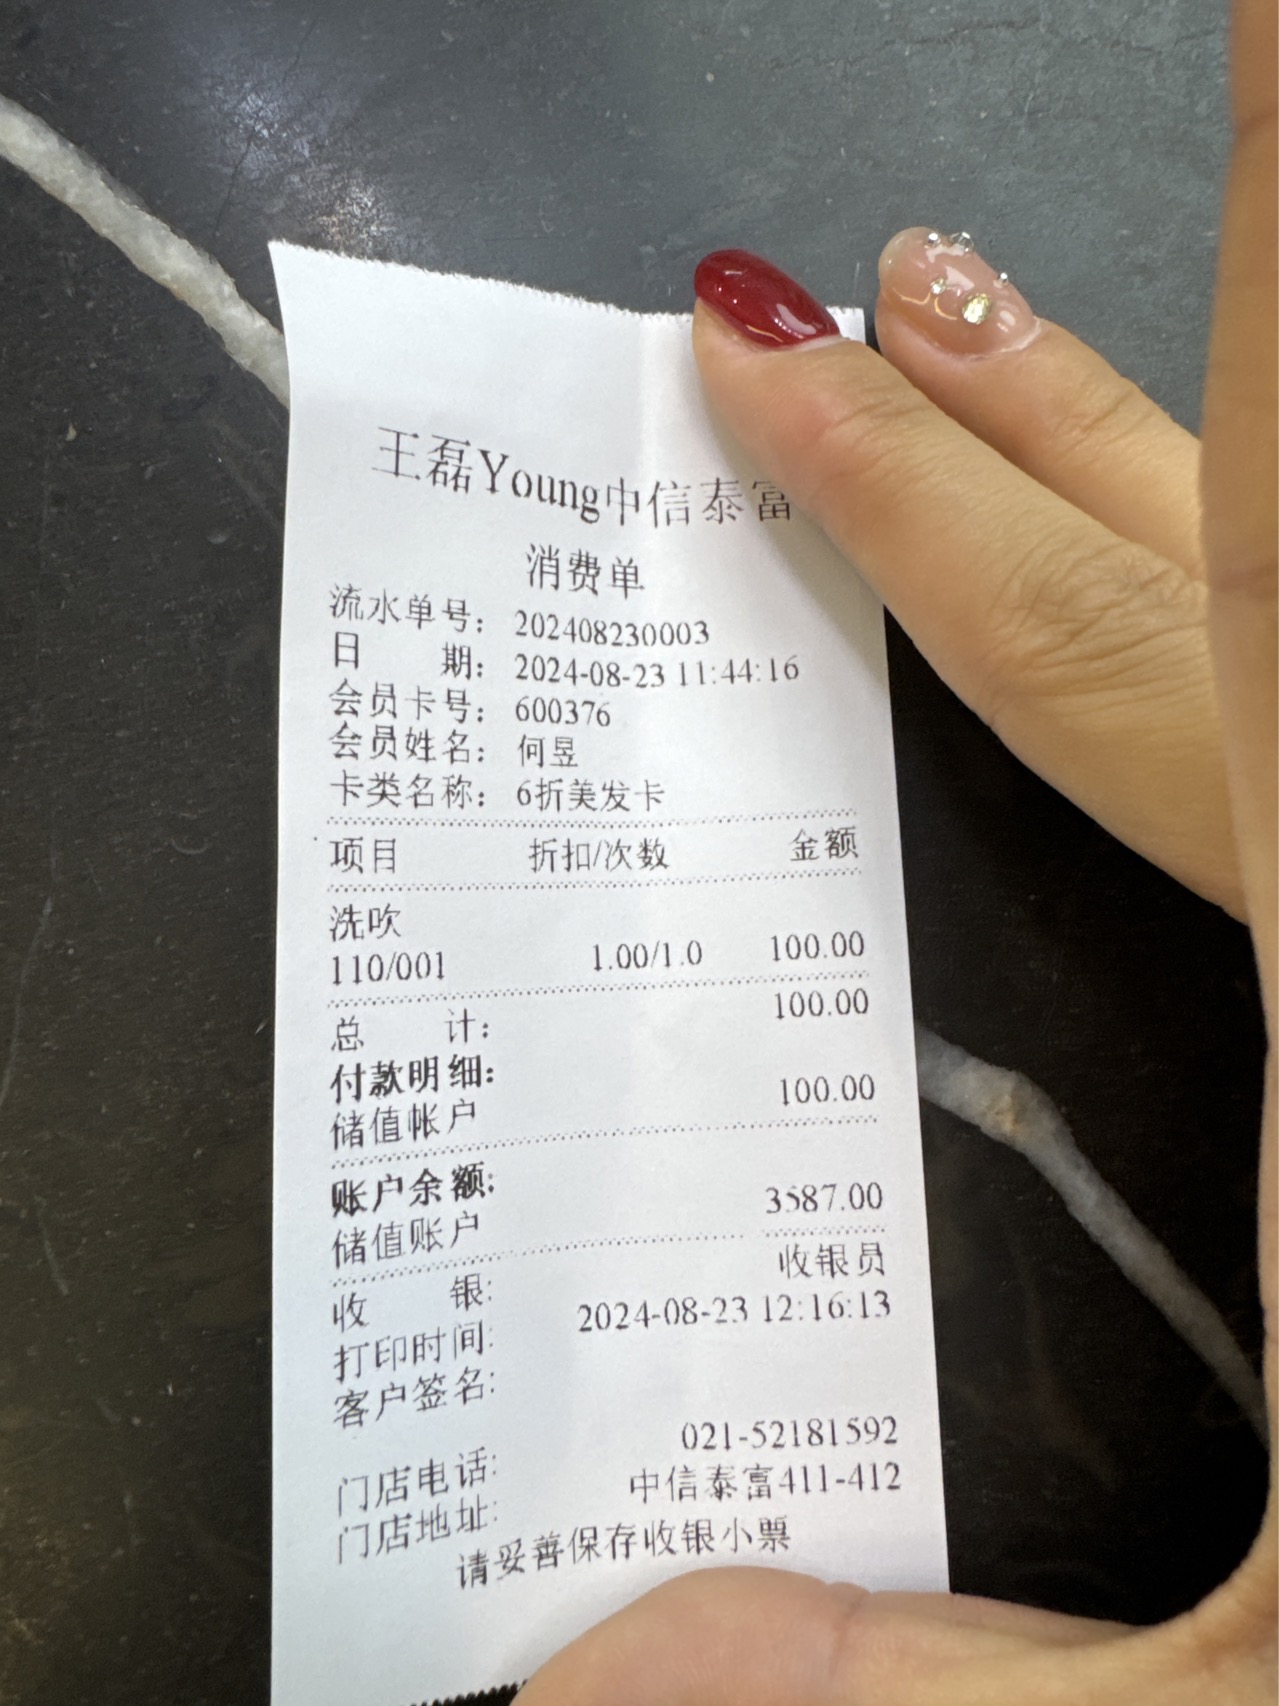 王磊Young中信泰富
消费单
流水单号： 202408230003
日　　期： 2024-08-23 11:44:16
会员卡号： 600376
会员姓名： 何昱
卡类名称： 6折美发卡
项目 折扣/次数 金额
洗吹
110/001 1.00/1.0 100.00
总　　计： 100.00
付款明细：
储值帐户 100.00
账户余额：
储值账户 3587.00
收　　银： 收银员
打印时间： 2024-08-23 12:16:13
客户签名：
门店电话： 021-52181592
门店地址： 中信泰富411-412
请妥善保存收银小票